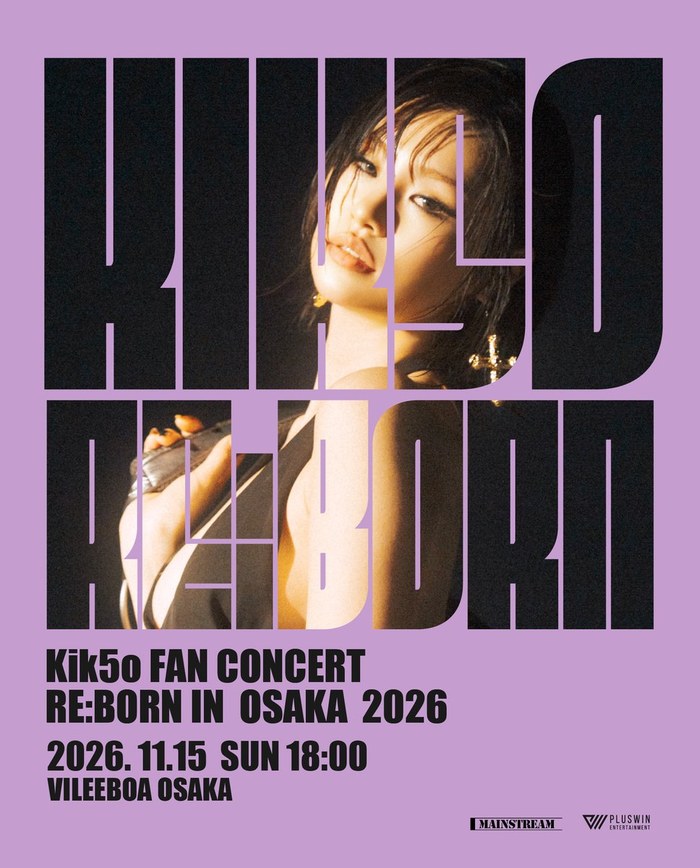 KIK5O
RE:BORN
Kik5o FAN CONCERT
RE:BORN IN OSAKA 2026
2026. 11.15 SUN 18:00
VILEEBOA OSAKA
MAINSTREAM
PLUSWIN
ENTERTAINMENT